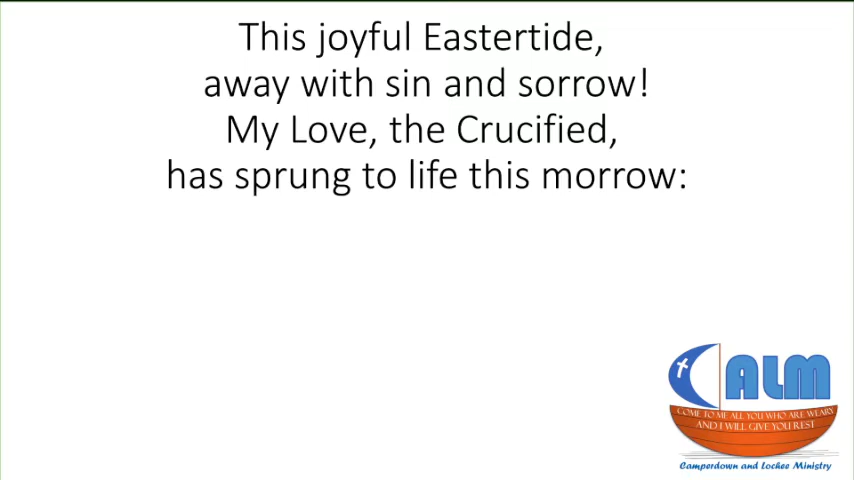 This joyful Eastertide,
away with sin and sorrow!
My Love, the Crucified,
has sprung to life this morrow:
CALM
COME TO ME ALL YOU WHO ARE WEARY
AND I WILL GIVE YOU REST
Camperdown and Lochee Ministry